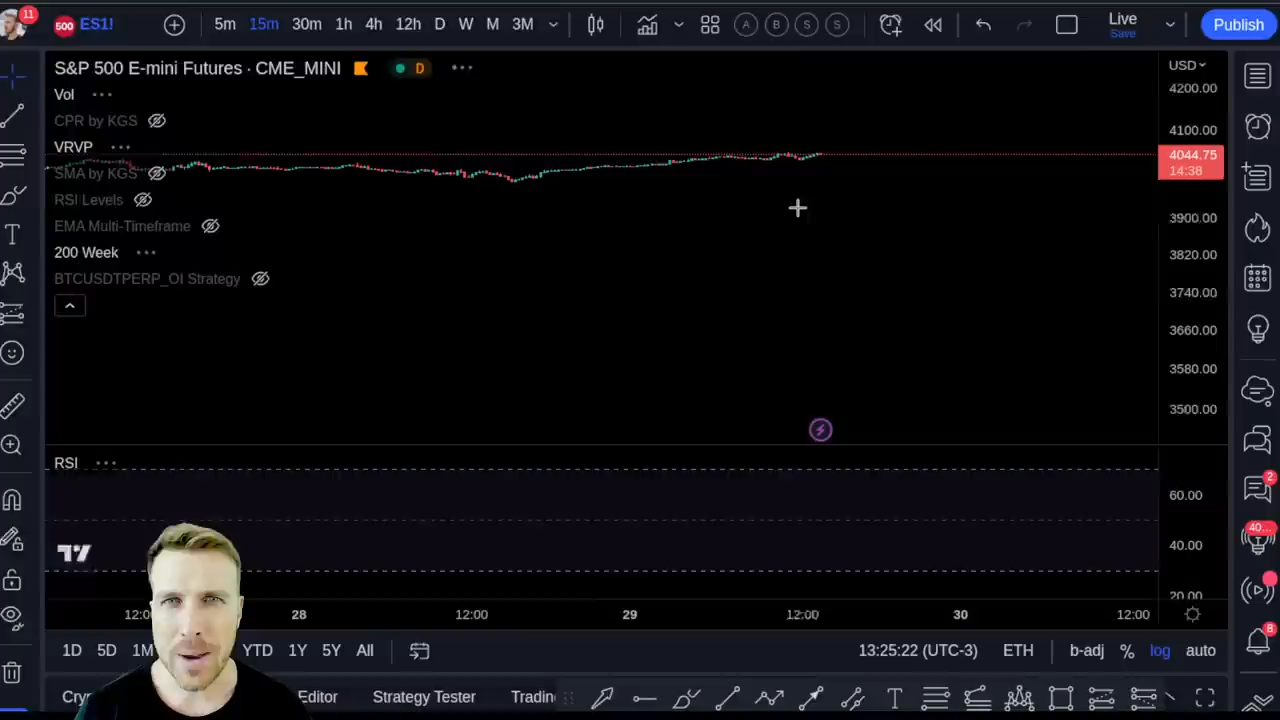 11
500 ES1! 5m 15m 30m 1h 4h 12h D W M 3M A B S S Live Save Publish
S&P 500 E-mini Futures · CME_MINI D USD
Vol
CPR by KGS
VRVP
SMA by KGS
RSI Levels
EMA Multi-Timeframe
200 Week
BTCUSDTPERP_OI Strategy
4200.00
4100.00
4044.75
14:38
3900.00
3820.00
3740.00
3660.00
3580.00
3500.00
RSI
60.00
40.00
20.00
2
40...
8
12:0 28 12:00 29 12:00 30 12:00
1D 5D 1M YTD 1Y 5Y All 13:25:22 (UTC-3) ETH b-adj % log auto
Cry Editor Strategy Tester Tradin